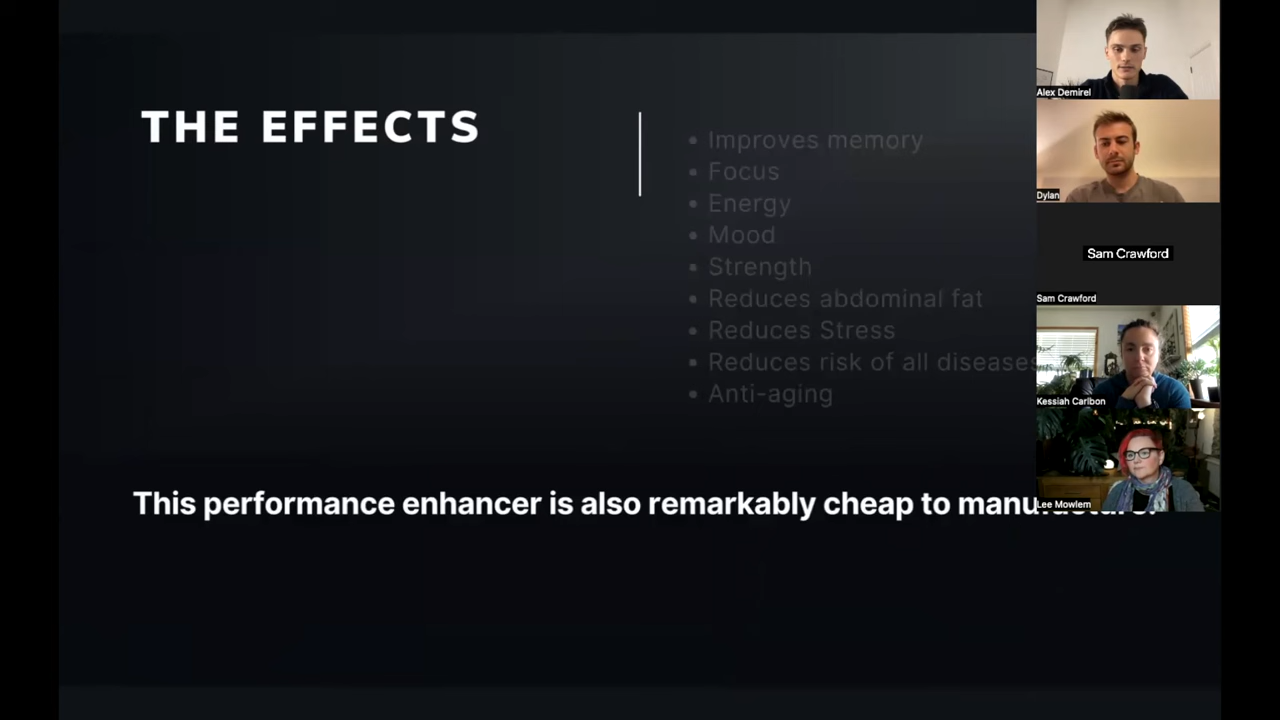 THE EFFECTS
• Improves memory
• Focus
• Energy
• Mood
• Strength
• Reduces abdominal fat
• Reduces Stress
• Reduces risk of all diseases
• Anti-aging
This performance enhancer is also remarkably cheap to
Alex Demirel
Dylan
Sam Crawford
Sam Crawford
Kessiah Carlbon
Lee Mowlem